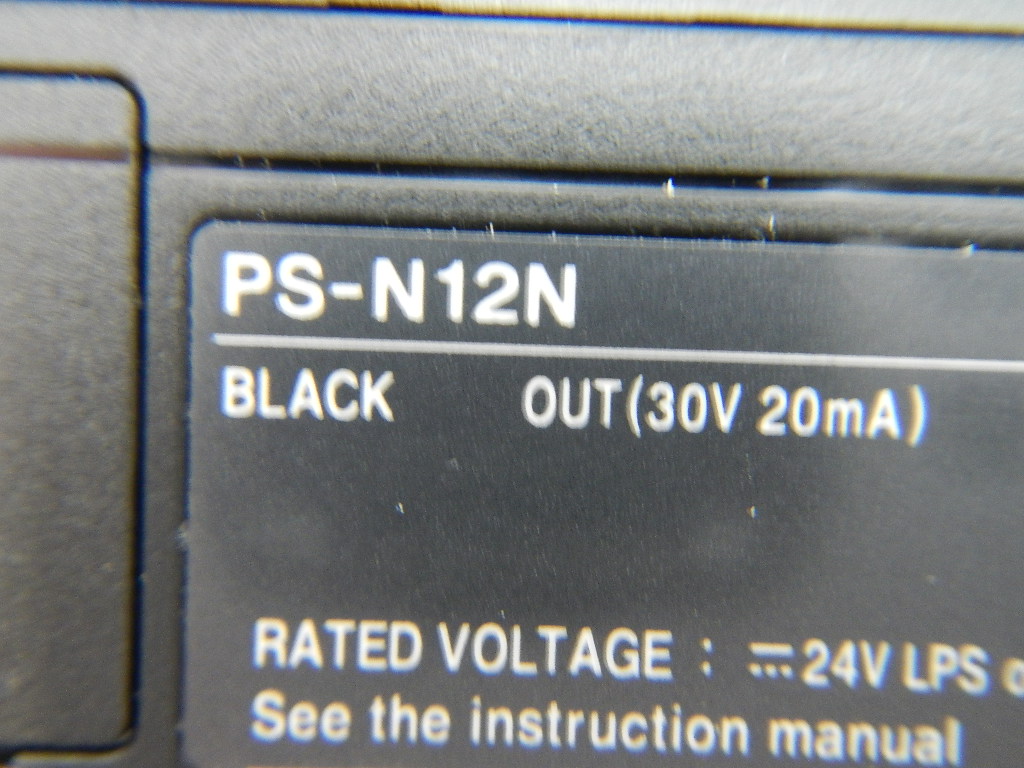 PS-N12N
BLACK OUT(30V 20mA)
RATED VOLTAGE : ⎓24V LPS
See the instruction manual